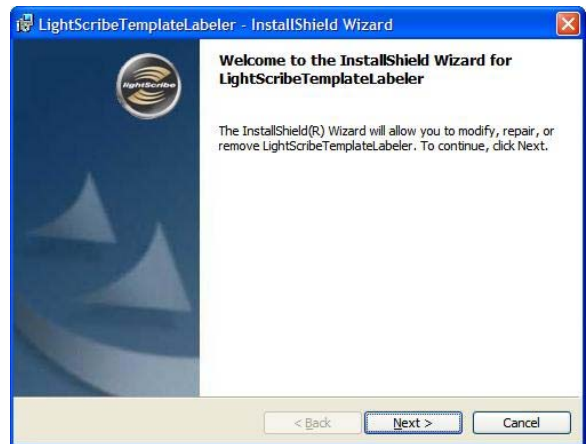 LightScribeTemplateLabeler - InstallShield Wizard
lightScribe
Welcome to the InstallShield Wizard for
LightScribeTemplateLabeler
The InstallShield(R) Wizard will allow you to modify, repair, or
remove LightScribeTemplateLabeler. To continue, click Next.
< Back
Next >
Cancel